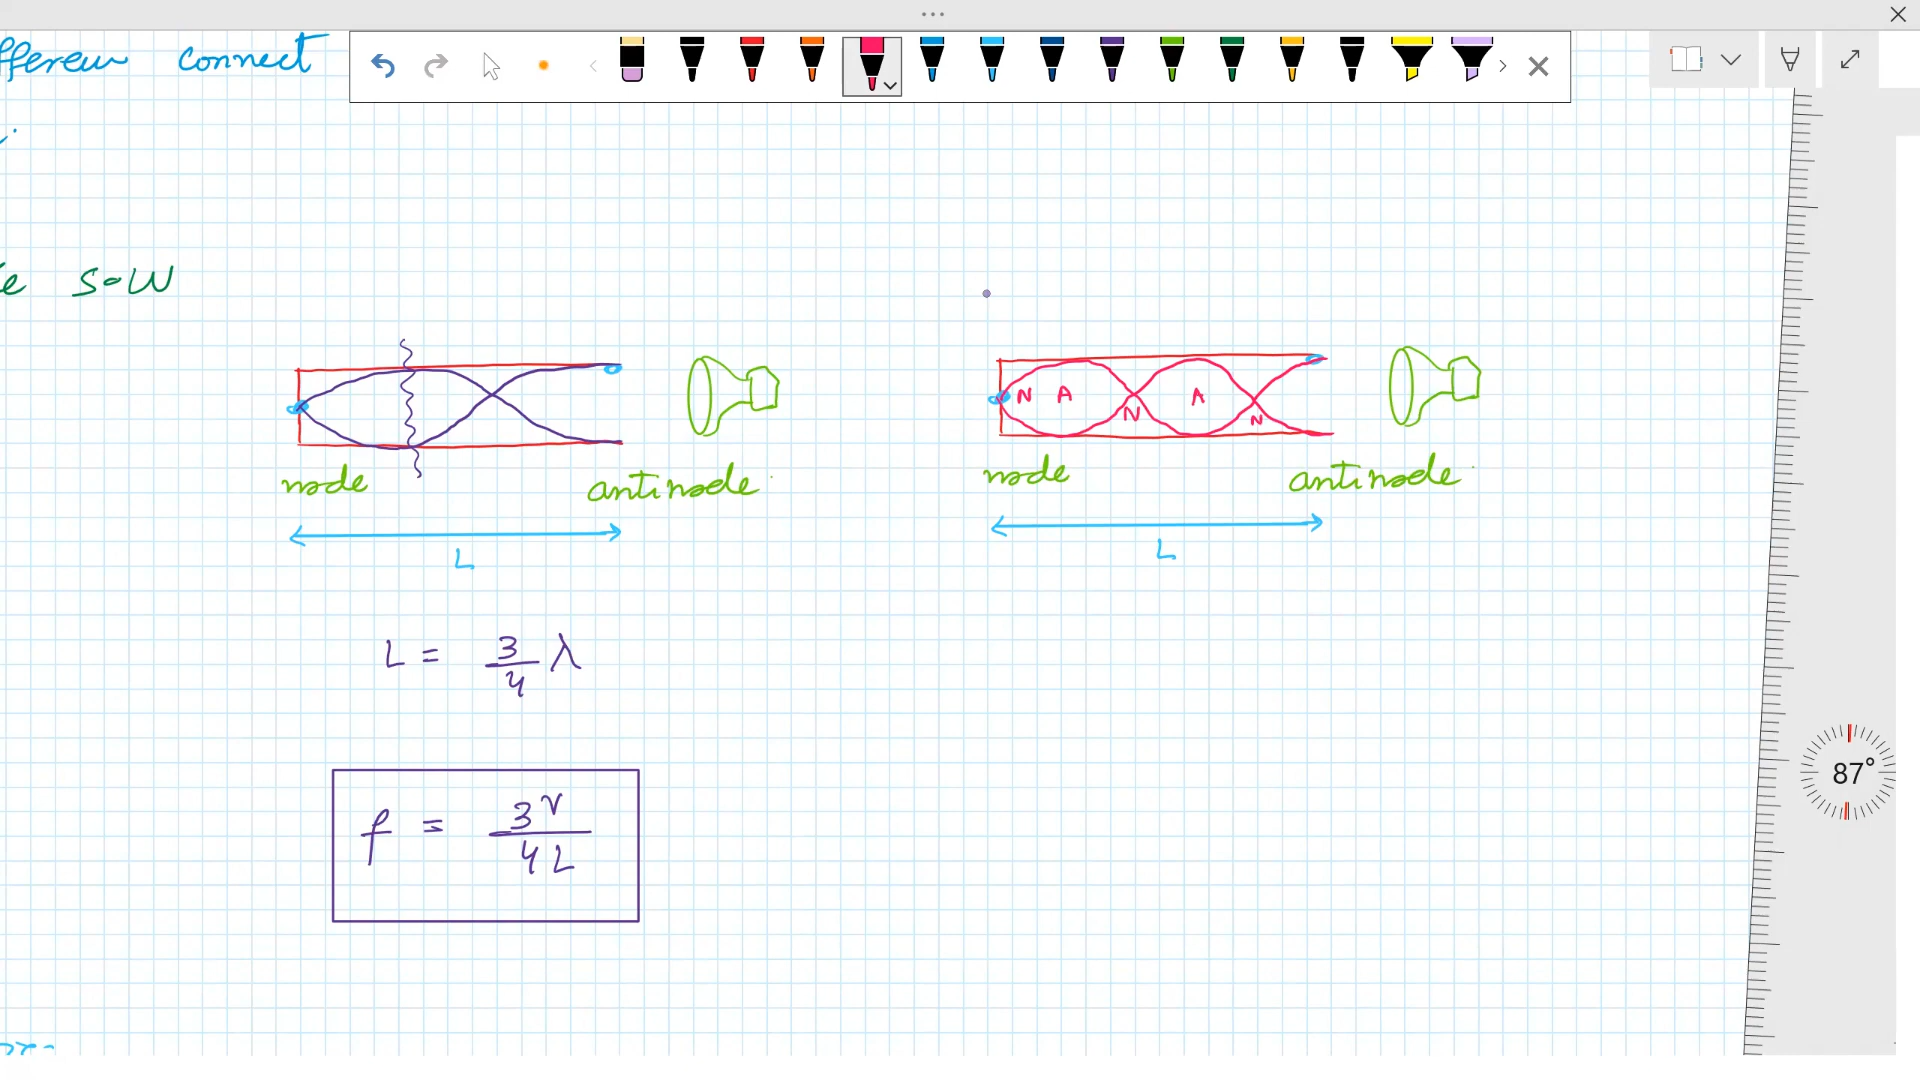 connect
S-W
N A N A N
node antinode
node antinode
L
L
L = 3/4 λ
f = 3v/4L
87°